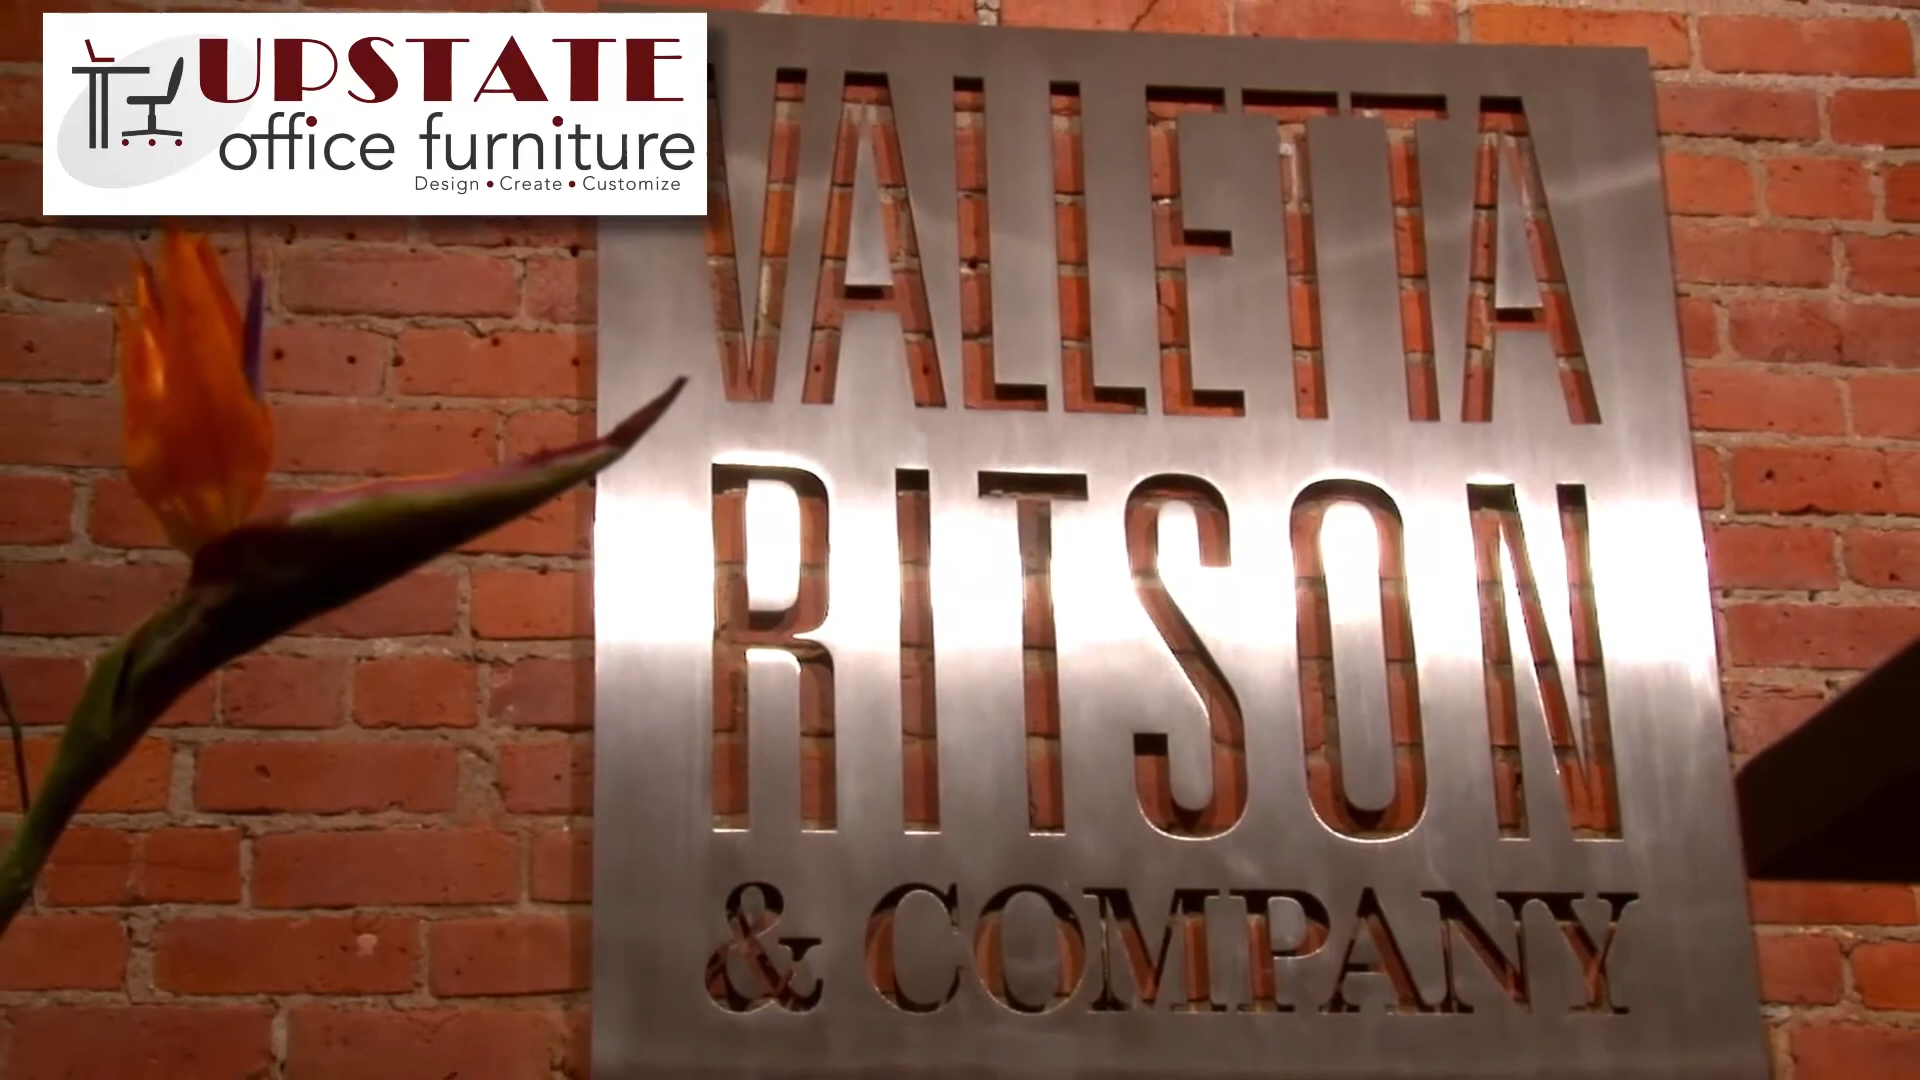 UPSTATE
office furniture
Design • Create • Customize
VALLETTA
RITSON
& COMPANY